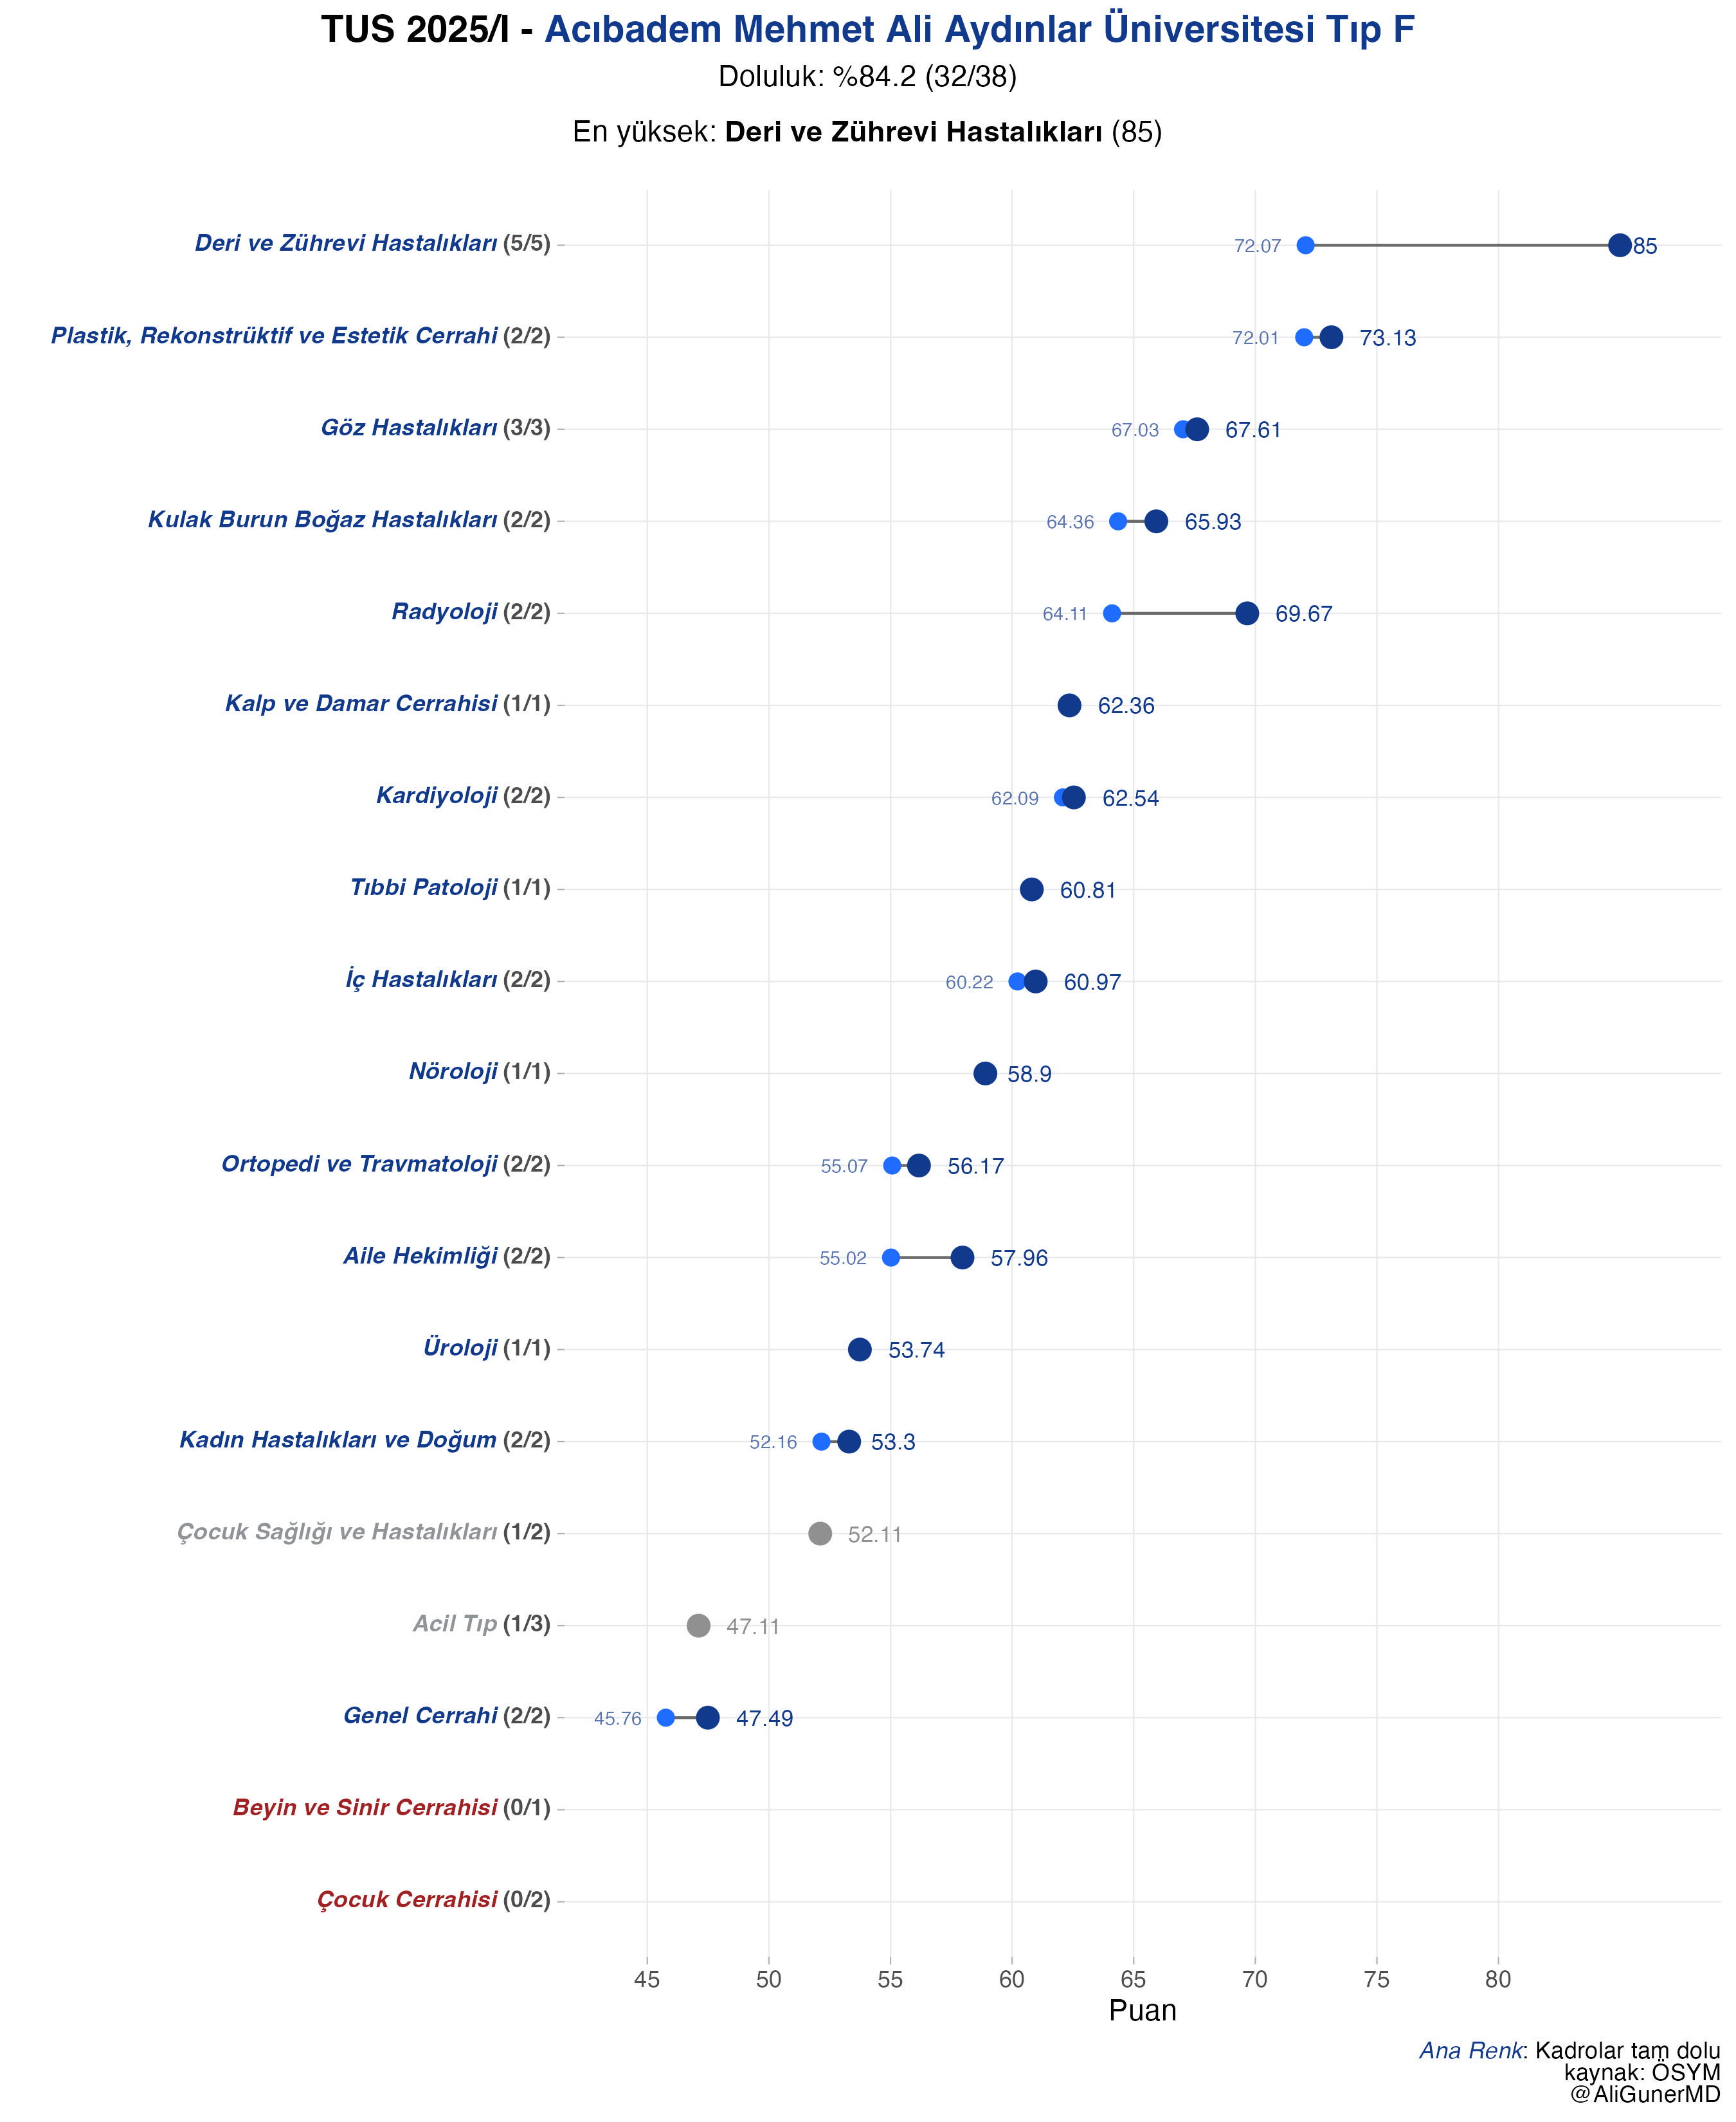 TUS 2025/I - Acıbadem Mehmet Ali Aydınlar Üniversitesi Tıp F
Doluluk: %84.2 (32/38)
En yüksek: Deri ve Zührevi Hastalıkları (85)
Deri ve Zührevi Hastalıkları (5/5) 72.07 85
Plastik, Rekonstrüktif ve Estetik Cerrahi (2/2) 72.01 73.13
Göz Hastalıkları (3/3) 67.03 67.61
Kulak Burun Boğaz Hastalıkları (2/2) 64.36 65.93
Radyoloji (2/2) 64.11 69.67
Kalp ve Damar Cerrahisi (1/1) 62.36
Kardiyoloji (2/2) 62.09 62.54
Tıbbi Patoloji (1/1) 60.81
İç Hastalıkları (2/2) 60.22 60.97
Nöroloji (1/1) 58.9
Ortopedi ve Travmatoloji (2/2) 55.07 56.17
Aile Hekimliği (2/2) 55.02 57.96
Üroloji (1/1) 53.74
Kadın Hastalıkları ve Doğum (2/2) 52.16 53.3
Çocuk Sağlığı ve Hastalıkları (1/2) 52.11
Acil Tıp (1/3) 47.11
Genel Cerrahi (2/2) 45.76 47.49
Beyin ve Sinir Cerrahisi (0/1)
Çocuk Cerrahisi (0/2)
45 50 55 60 65 70 75 80
Puan
Ana Renk: Kadrolar tam dolu
kaynak: ÖSYM
@AliGunerMD